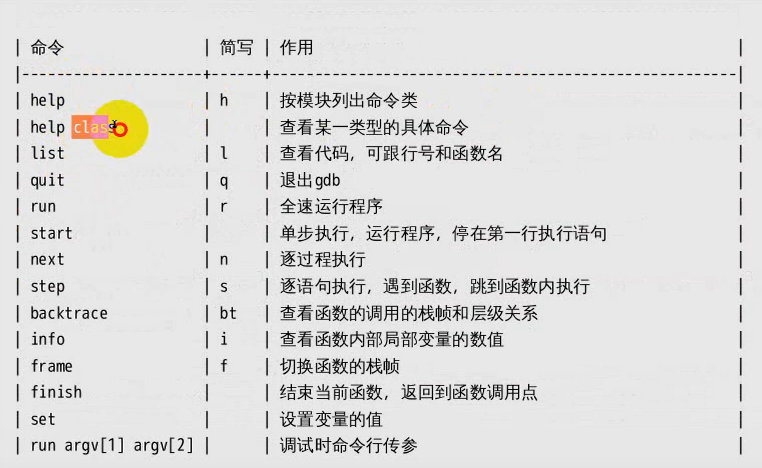 | 命令 | 简写 | 作用 |
|---------------------+------+-------------------------------------------------------|
| help | h | 按模块列出命令类 |
| help class | | 查看某一类型的具体命令 |
| list | l | 查看代码，可跟行号和函数名 |
| quit | q | 退出gdb |
| run | r | 全速运行程序 |
| start | | 单步执行，运行程序，停在第一行执行语句 |
| next | n | 逐过程执行 |
| step | s | 逐语句执行，遇到函数，跳到函数内执行 |
| backtrace | bt | 查看函数的调用的栈帧和层级关系 |
| info | i | 查看函数内部局部变量的数值 |
| frame | f | 切换函数的栈帧 |
| finish | | 结束当前函数，返回到函数调用点 |
| set | | 设置变量的值 |
| run argv[1] argv[2] | | 调试时命令行传参 |